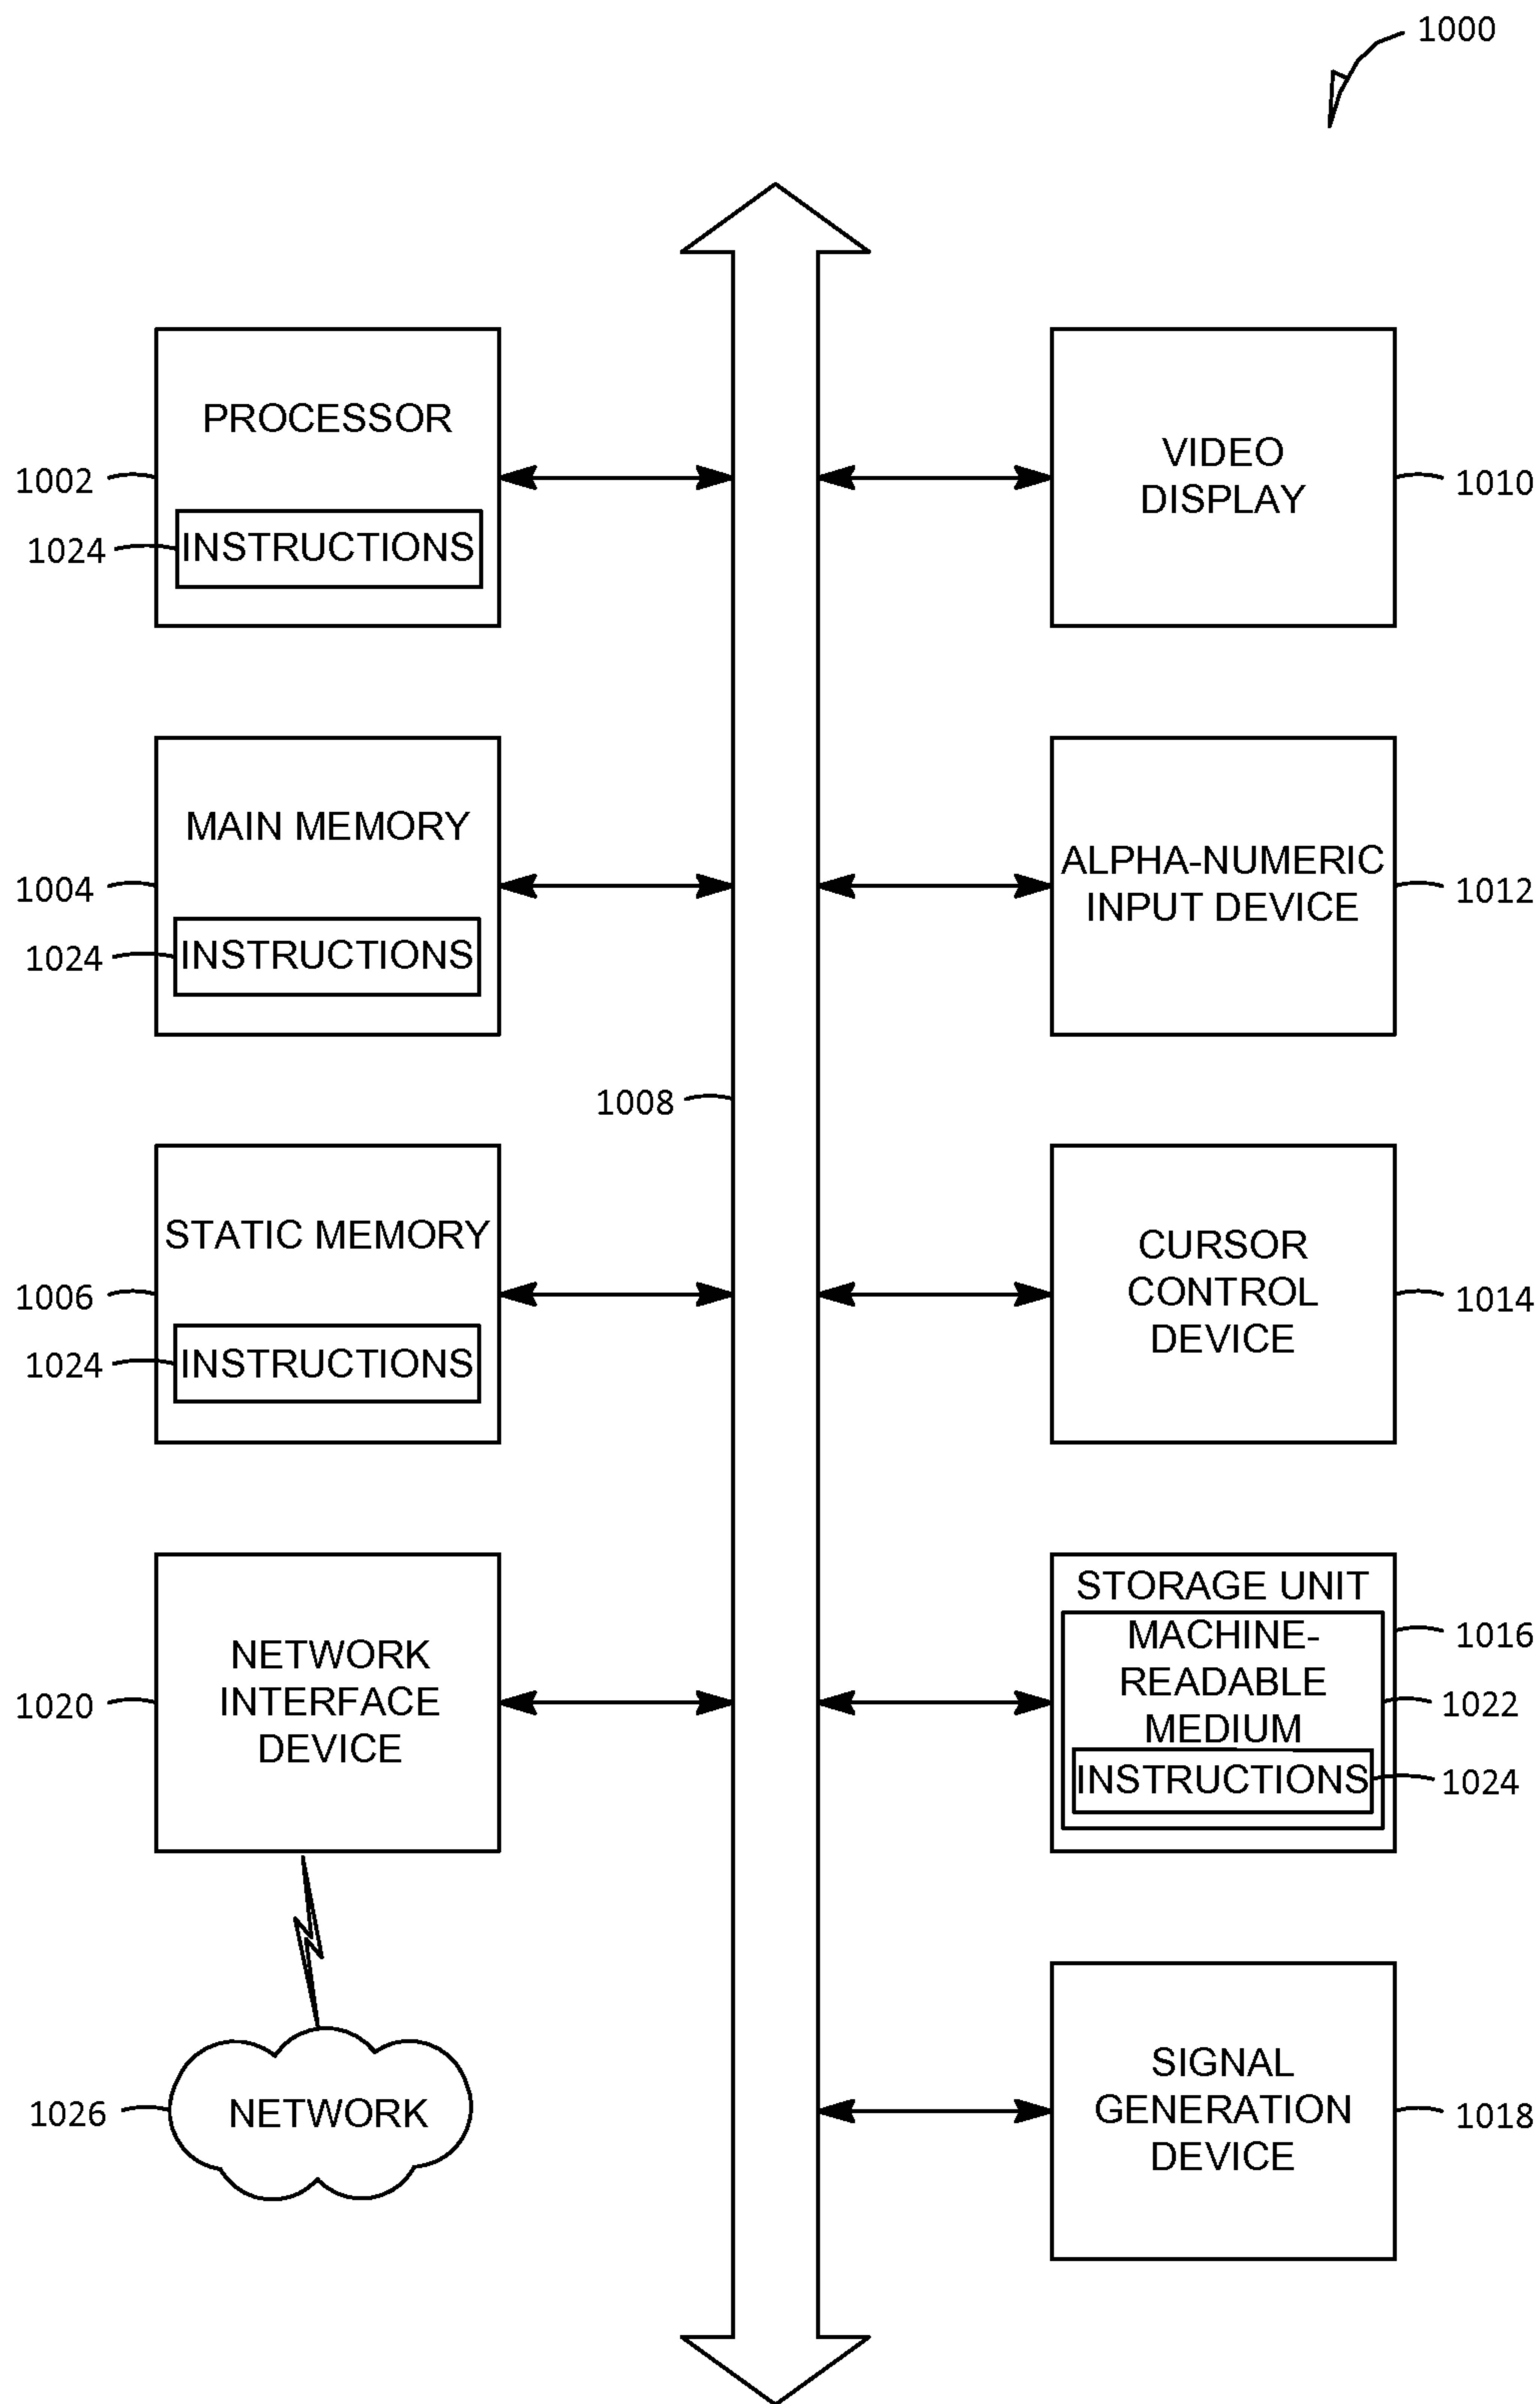 1000
PROCESSOR
1002
1024
INSTRUCTIONS
VIDEO
DISPLAY
1010
MAIN MEMORY
1004
1024
INSTRUCTIONS
ALPHA-NUMERIC
INPUT DEVICE
1012
1008
STATIC MEMORY
1006
1024
INSTRUCTIONS
CURSOR
CONTROL
DEVICE
1014
NETWORK
INTERFACE
DEVICE
1020
STORAGE UNIT
MACHINE-
READABLE
MEDIUM
INSTRUCTIONS
1016
1022
1024
NETWORK
1026
SIGNAL
GENERATION
DEVICE
1018